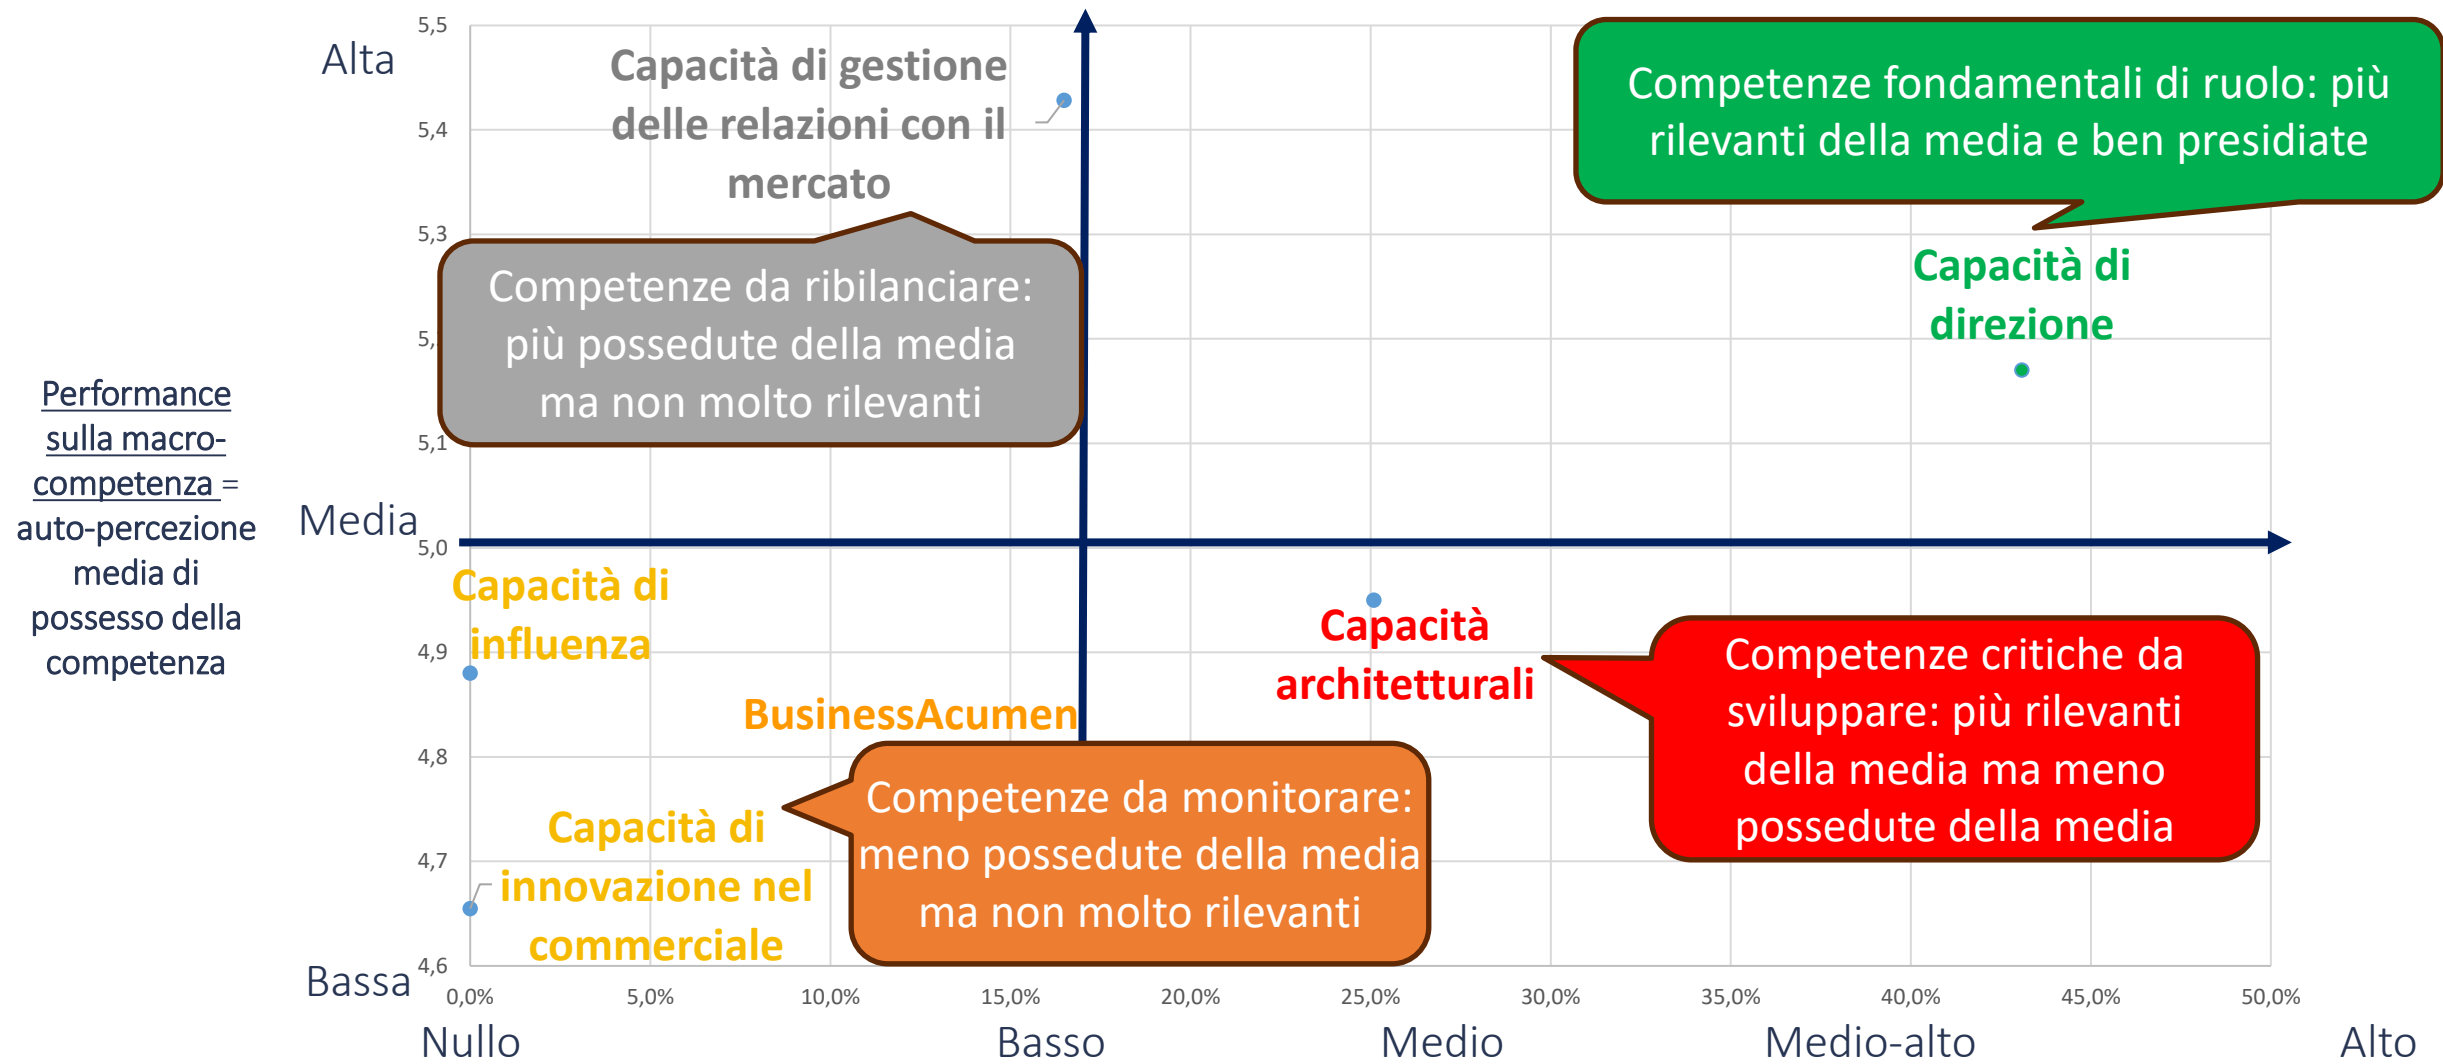 5,5
Alta
Capacità di gestione
delle relazioni con il
mercato
Competenze fondamentali di ruolo: più
rilevanti della media e ben presidiate
5,4
5,3
Competenze da ribilanciare:
più possedute della media
ma non molto rilevanti
Capacità di
direzione
5,1
Performance
sulla macro-
competenza =
auto-percezione
media di
possesso della
competenza
Media
5,0
Capacità di
influenza
4,9
Capacità
architetturali
Competenze critiche da
sviluppare: più rilevanti
della media ma meno
possedute della media
BusinessAcumen
4,8
Competenze da monitorare:
meno possedute della media
ma non molto rilevanti
Capacità di
innovazione nel
commerciale
4,7
4,6
Bassa
0,0% 5,0% 10,0% 15,0% 20,0% 25,0% 30,0% 35,0% 40,0% 45,0% 50,0%
Nullo Basso Medio Medio-alto Alto